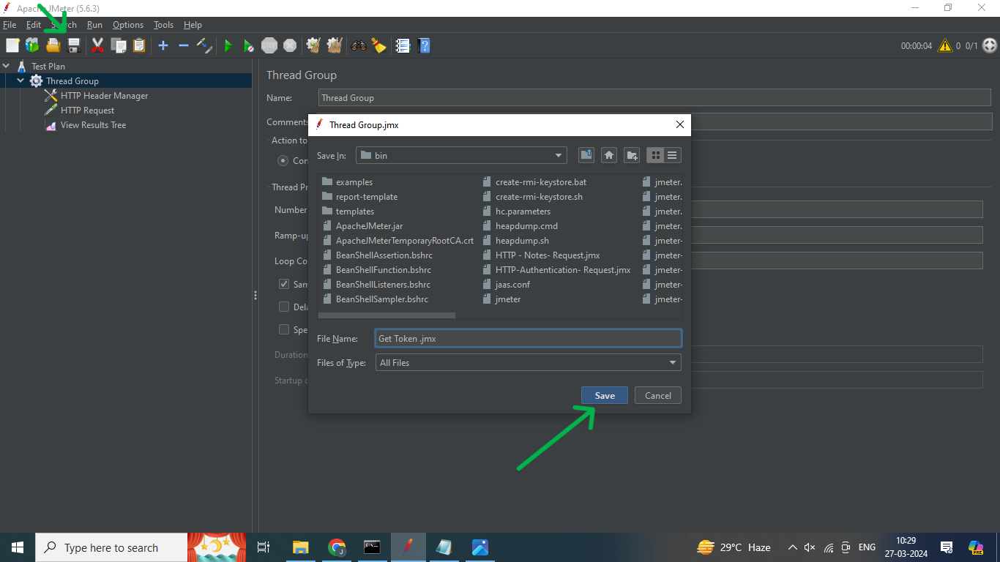 Apache JMeter (5.6.3)
File Edit Search Run Options Tools Help
STOP
00:00:04 0 0/1
Test Plan
Thread Group
HTTP Header Manager
HTTP Request
View Results Tree
Thread Group
Name: Thread Group
Comments
Action to
Con
Thread Pr
Number
Ramp-up
Loop Co
Sam
Dela
Spe
Duration
Startup
Thread Group.jmx
Save In: bin
examples
report-template
templates
ApacheJMeter.jar
ApacheJMeterTemporaryRootCA.crt
BeanShellAssertion.bshrc
BeanShellFunction.bshrc
BeanShellListeners.bshrc
BeanShellSampler.bshrc
create-rmi-keystore.bat
create-rmi-keystore.sh
hc.parameters
heapdump.cmd
heapdump.sh
HTTP - Notes- Request.jmx
HTTP-Authentication- Request.jmx
jaas.conf
jmeter
jmeter.
jmeter.
jmeter.
jmeter.
jmeter-
jmeter-
jmeter-
jmeter-
jmeter-
File Name: Get Token .jmx
Files of Type: All Files
Save Cancel
Type here to search
29°C Haze
ENG
10:29
27-03-2024
PRE